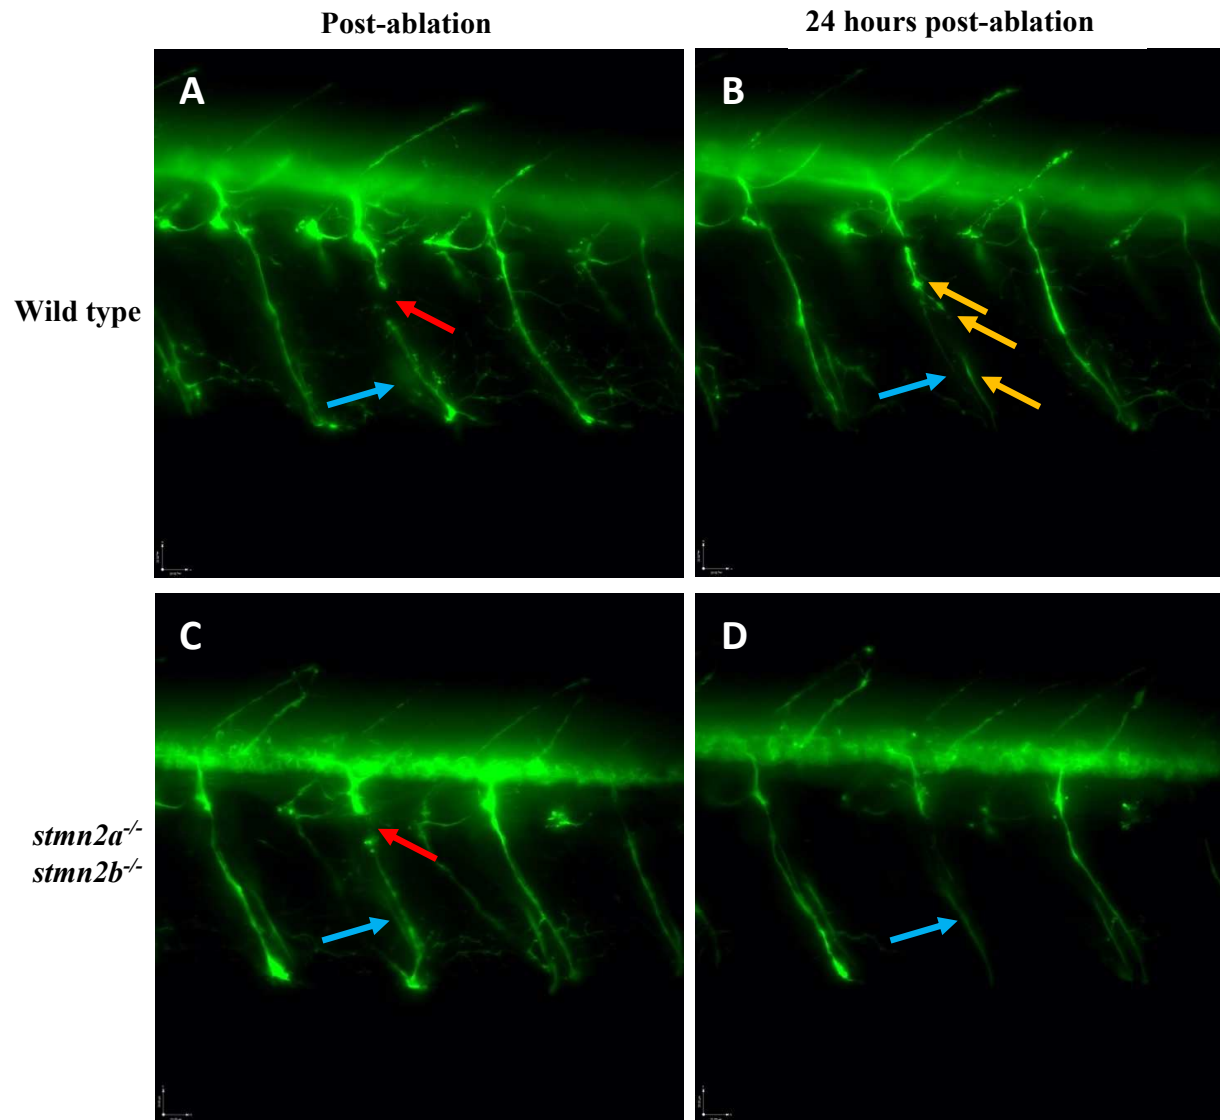 Post-ablation
24 hours post-ablation
A
B
Wild type
C
D
stmn2a-/-
stmn2b-/-